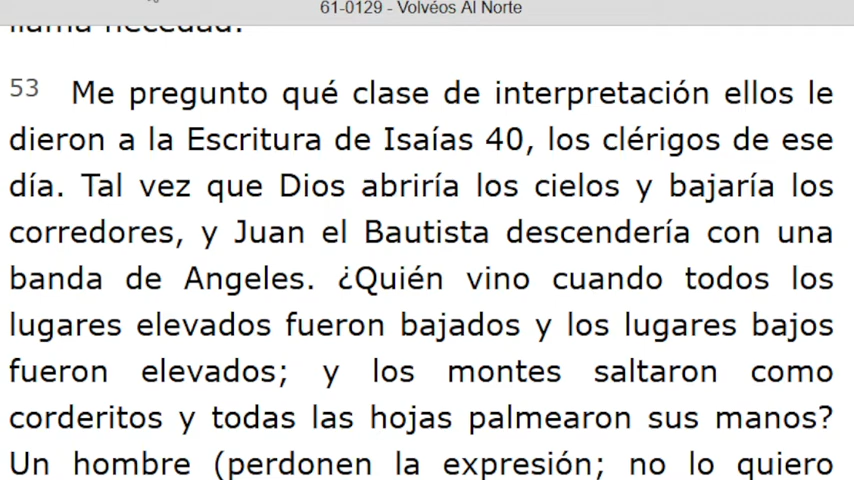 61-0129 - Volvéos Al Norte
llama necedad.
53 Me pregunto qué clase de interpretación ellos le
dieron a la Escritura de Isaías 40, los clérigos de ese
día. Tal vez que Dios abriría los cielos y bajaría los
corredores, y Juan el Bautista descendería con una
banda de Angeles. ¿Quién vino cuando todos los
lugares elevados fueron bajados y los lugares bajos
fueron elevados; y los montes saltaron como
corderitos y todas las hojas palmearon sus manos?
Un hombre (perdonen la expresión; no lo quiero